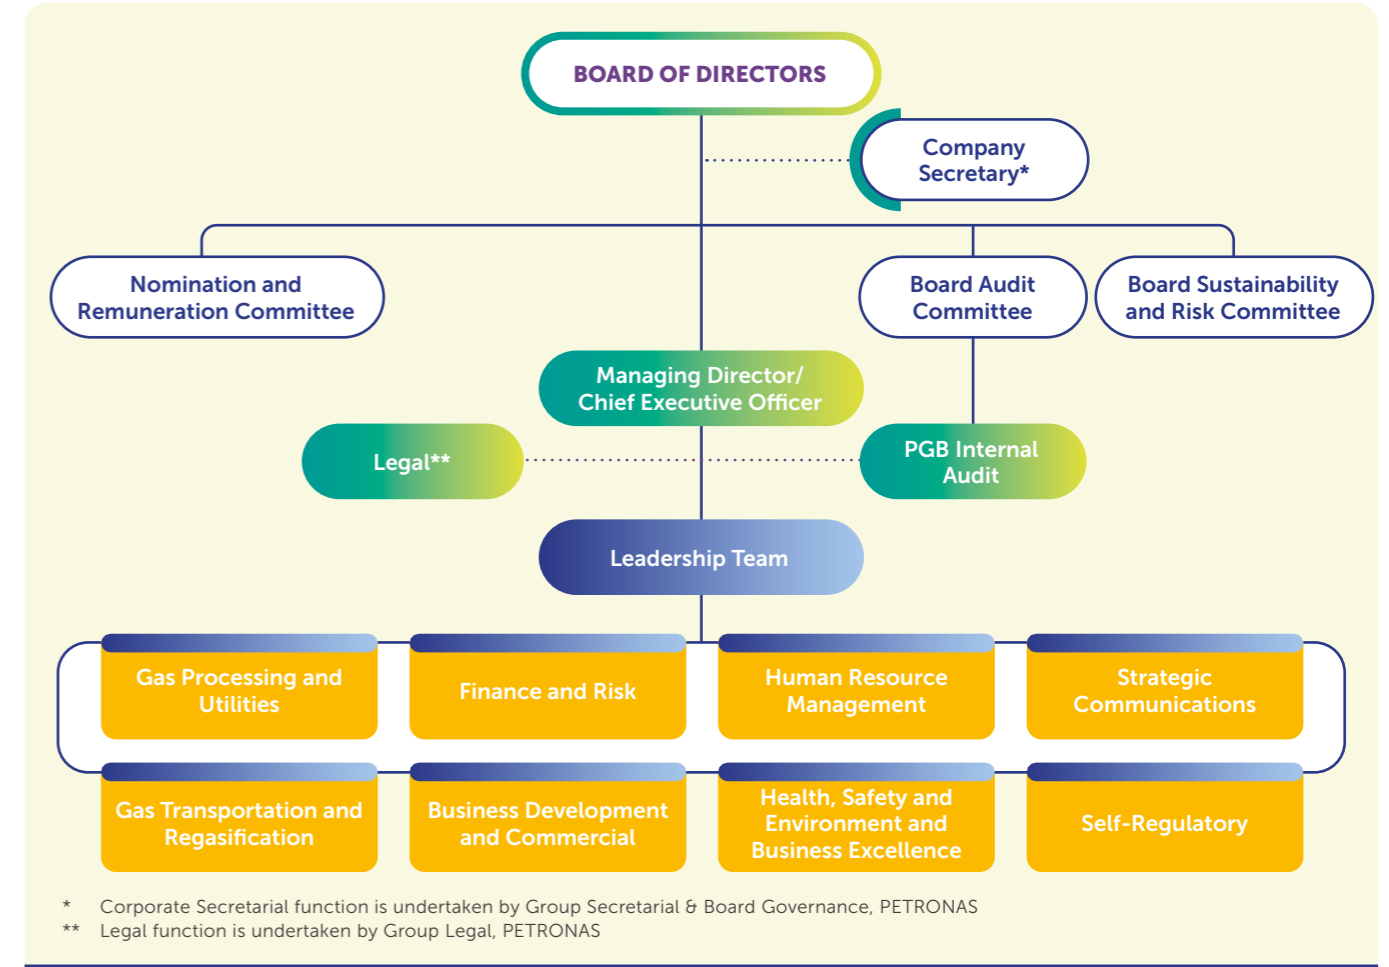 BOARD OF DIRECTORS
Company
Secretary*
Nomination and
Remuneration Committee
Board Audit
Committee
Board Sustainability
and Risk Committee
Managing Director/
Chief Executive Officer
Legal**
PGB Internal
Audit
Leadership Team
Gas Processing and
Utilities
Finance and Risk
Human Resource
Management
Strategic
Communications
Gas Transportation and
Regasification
Business Development
and Commercial
Health, Safety and
Environment and
Business Excellence
Self-Regulatory
* Corporate Secretarial function is undertaken by Group Secretarial & Board Governance, PETRONAS
** Legal function is undertaken by Group Legal, PETRONAS